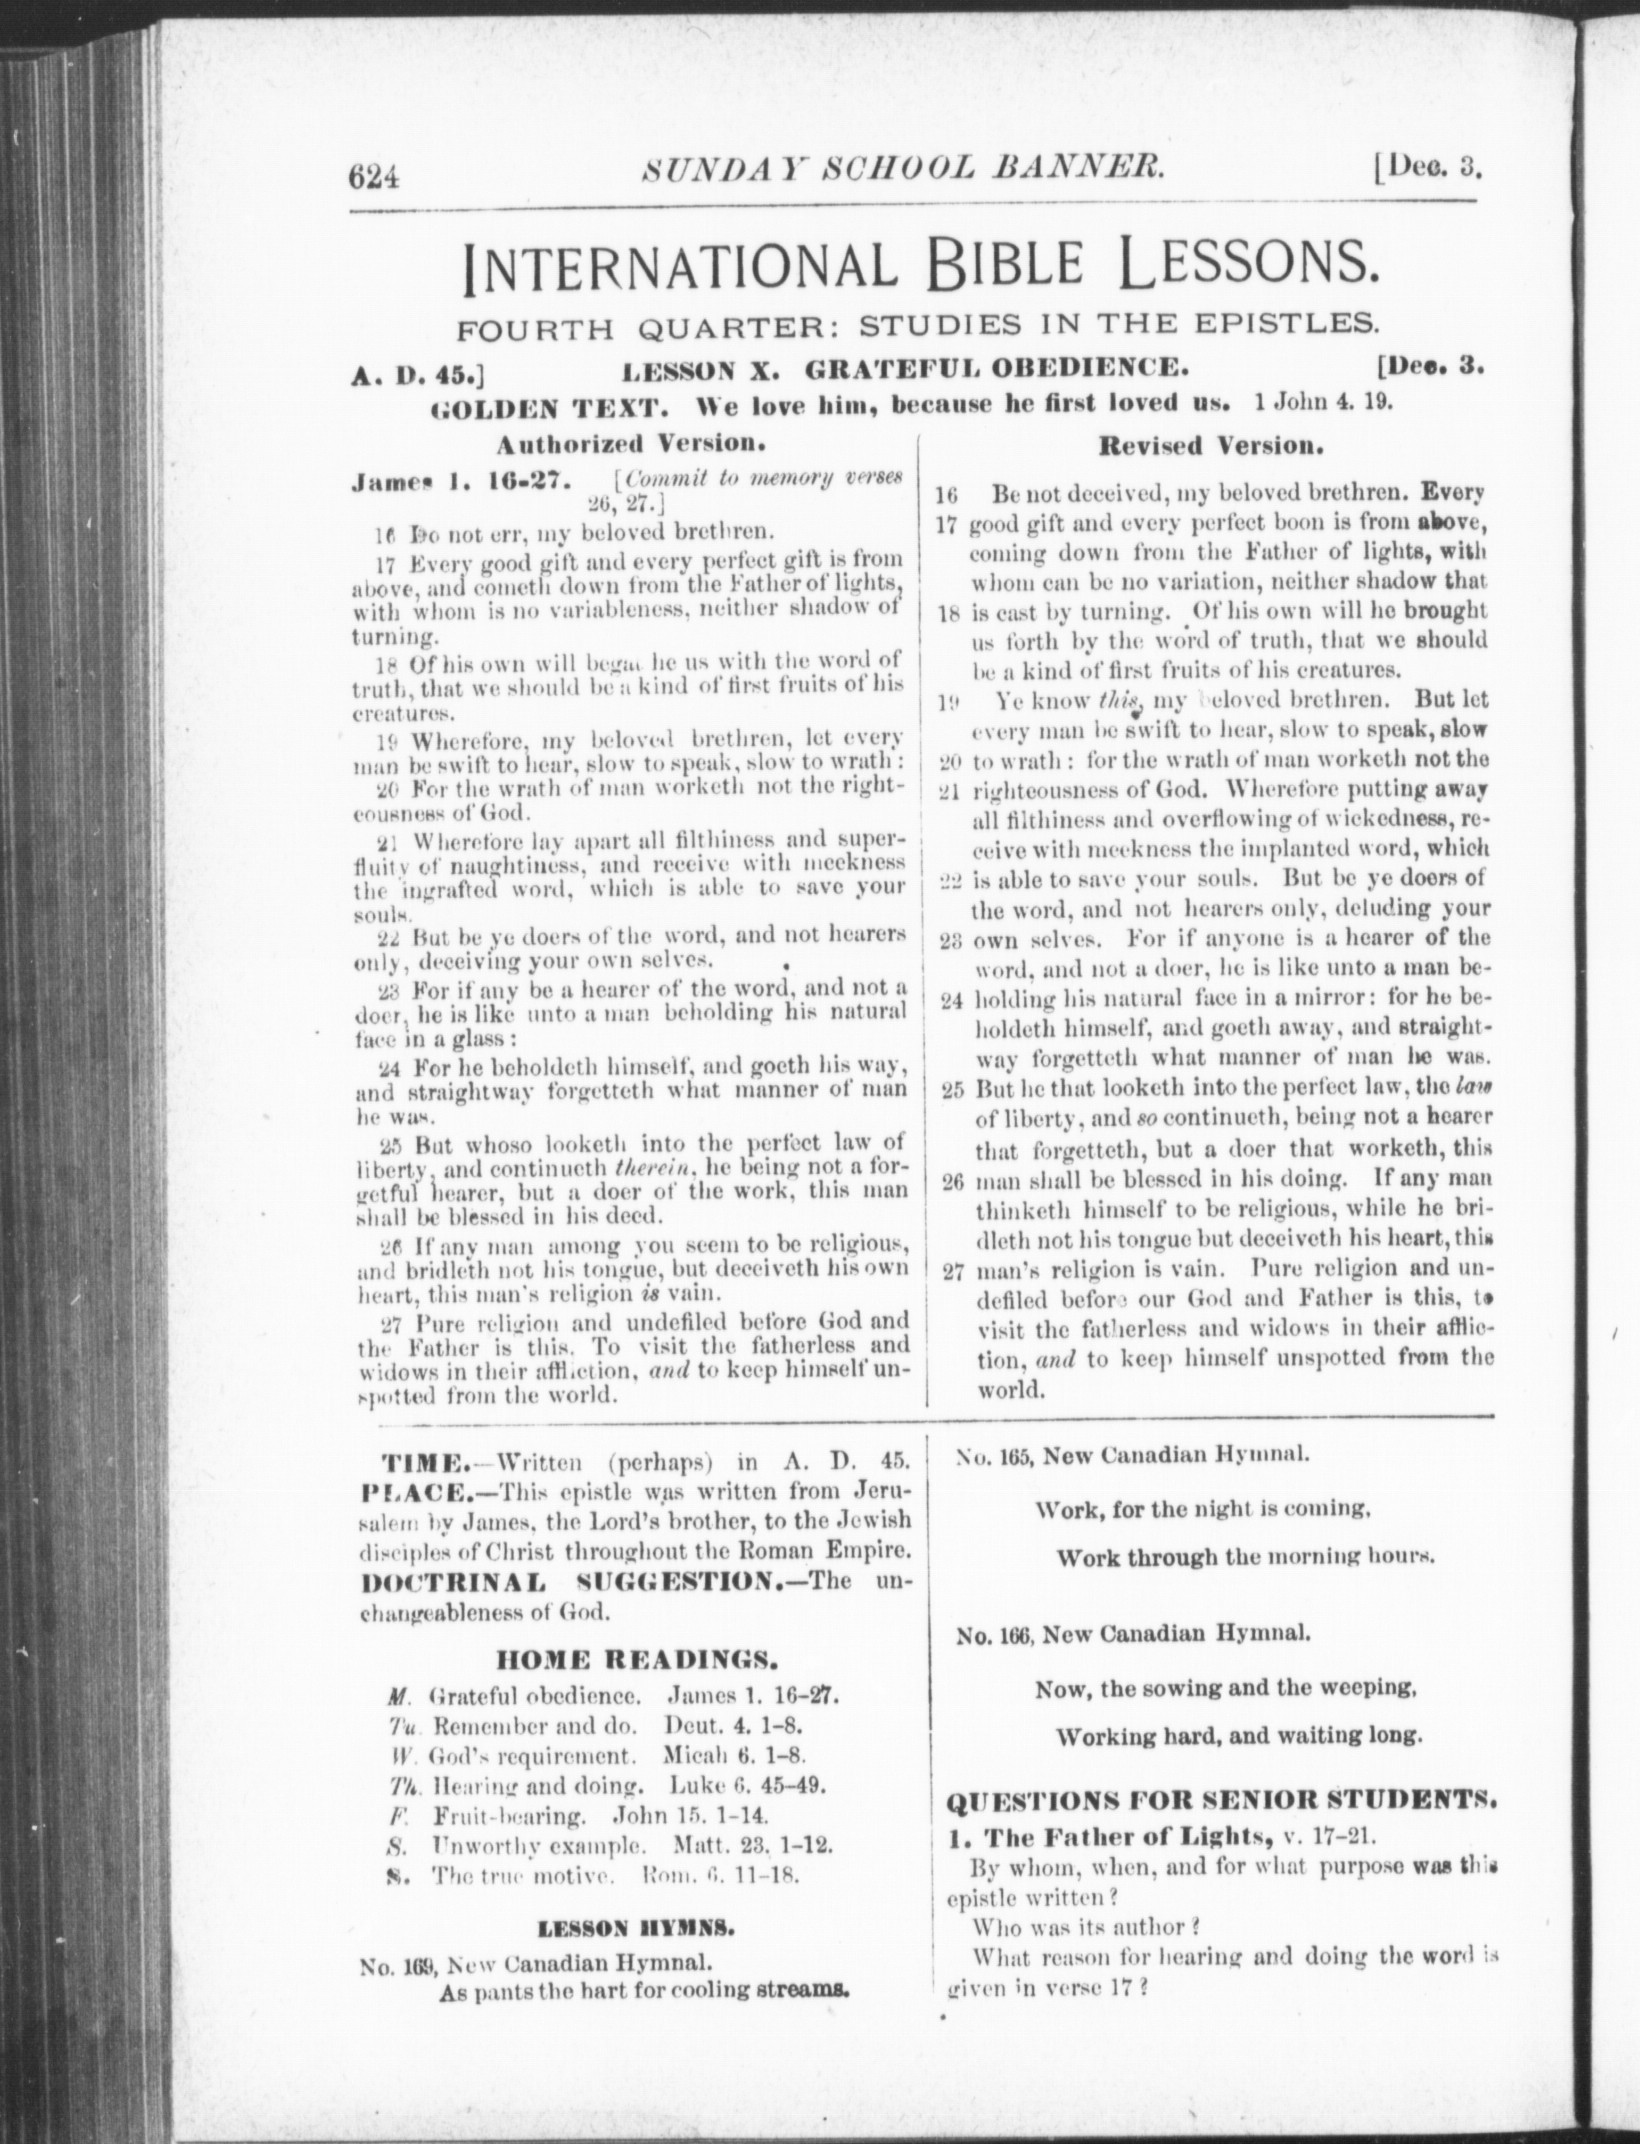 624 SUNDAY SCHOOL BANNER. [Dec. 3.
INTERNATIONAL BIBLE LESSONS.
FOURTH QUARTER: STUDIES IN THE EPISTLES.
A. D. 45.] LESSON X. GRATEFUL OBEDIENCE. [Dec. 3.
GOLDEN TEXT. We love him, because he first loved us. 1 John 4. 19.
Authorized Version.
James 1. 16-27. [Commit to memory verses
26, 27.]
16 Do not err, my beloved brethren.
17 Every good gift and every perfect gift is from
above, and cometh down from the Father of lights,
with whom is no variableness, neither shadow of
turning.
18 Of his own will begat he us with the word of
truth, that we should be a kind of first fruits of his
creatures.
19 Wherefore, my beloved brethren, let every
man be swift to hear, slow to speak, slow to wrath:
20 For the wrath of man worketh not the right-
eousness of God.
21 Wherefore lay apart all filthiness and super-
fluity of naughtiness, and receive with meekness
the ingrafted word, which is able to save your
souls.
22 But be ye doers of the word, and not hearers
only, deceiving your own selves.
23 For if any be a hearer of the word, and not a
doer, he is like unto a man beholding his natural
face in a glass:
24 For he beholdeth himself, and goeth his way,
and straightway forgetteth what manner of man
he was.
25 But whoso looketh into the perfect law of
liberty, and continueth therein, he being not a for-
getful hearer, but a doer of the work, this man
shall be blessed in his deed.
26 If any man among you seem to be religious,
and bridleth not his tongue, but deceiveth his own
heart, this man's religion is vain.
27 Pure religion and undefiled before God and
the Father is this, To visit the fatherless and
widows in their affliction, and to keep himself un-
spotted from the world.
Revised Version.
16 Be not deceived, my beloved brethren. Every
17 good gift and every perfect boon is from above,
coming down from the Father of lights, with
whom can be no variation, neither shadow that
18 is cast by turning. Of his own will he brought
us forth by the word of truth, that we should
be a kind of first fruits of his creatures.
19 Ye know this, my beloved brethren. But let
every man be swift to hear, slow to speak, slow
20 to wrath: for the wrath of man worketh not the
21 righteousness of God. Wherefore putting away
all filthiness and overflowing of wickedness, re-
ceive with meekness the implanted word, which
22 is able to save your souls. But be ye doers of
the word, and not hearers only, deluding your
23 own selves. For if anyone is a hearer of the
word, and not a doer, he is like unto a man be-
24 holding his natural face in a mirror: for he be-
holdeth himself, and goeth away, and straight-
way forgetteth what manner of man he was.
25 But he that looketh into the perfect law, the law
of liberty, and so continueth, being not a hearer
that forgetteth, but a doer that worketh, this
26 man shall be blessed in his doing. If any man
thinketh himself to be religious, while he bri-
dleth not his tongue but deceiveth his heart, this
27 man's religion is vain. Pure religion and un-
defiled before our God and Father is this, to
visit the fatherless and widows in their afflic-
tion, and to keep himself unspotted from the
world.
TIME.—Written (perhaps) in A. D. 45.
PLACE.—This epistle was written from Jeru-
salem by James, the Lord's brother, to the Jewish
disciples of Christ throughout the Roman Empire.
DOCTRINAL SUGGESTION.—The un-
changeableness of God.
HOME READINGS.
M. Grateful obedience. James 1. 16-27.
Tu. Remember and do. Deut. 4. 1-8.
W. God's requirement. Micah 6. 1-8.
Th. Hearing and doing. Luke 6. 45-49.
F. Fruit-bearing. John 15. 1-14.
S. Unworthy example. Matt. 23. 1-12.
S. The true motive. Rom. 6. 11-18.
LESSON HYMNS.
No. 169, New Canadian Hymnal.
As pants the hart for cooling streams.
No. 165, New Canadian Hymnal.
Work, for the night is coming,
Work through the morning hours.
No. 166, New Canadian Hymnal.
Now, the sowing and the weeping,
Working hard, and waiting long.
QUESTIONS FOR SENIOR STUDENTS.
1. The Father of Lights, v. 17-21.
By whom, when, and for what purpose was this
epistle written?
Who was its author?
What reason for hearing and doing the word is
given in verse 17?